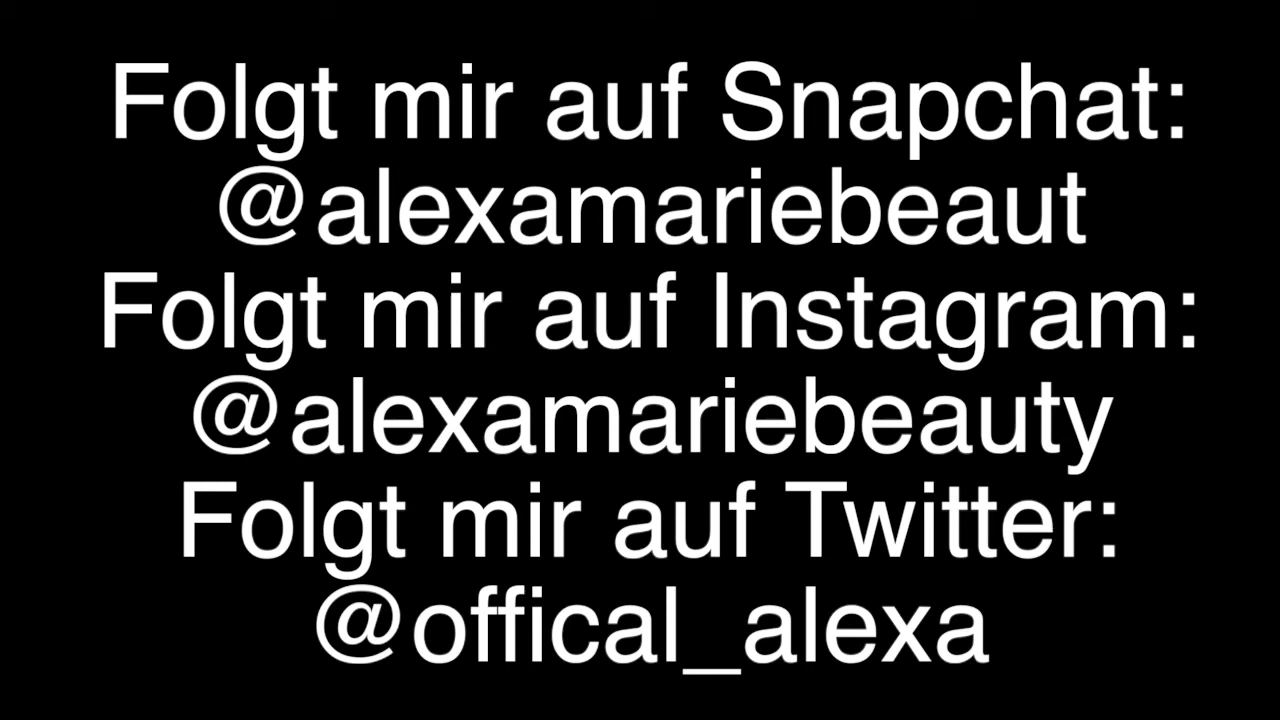 Folgt mir auf Snapchat:
@alexamariebeaut
Folgt mir auf Instagram:
@alexamariebeauty
Folgt mir auf Twitter:
@offical_alexa